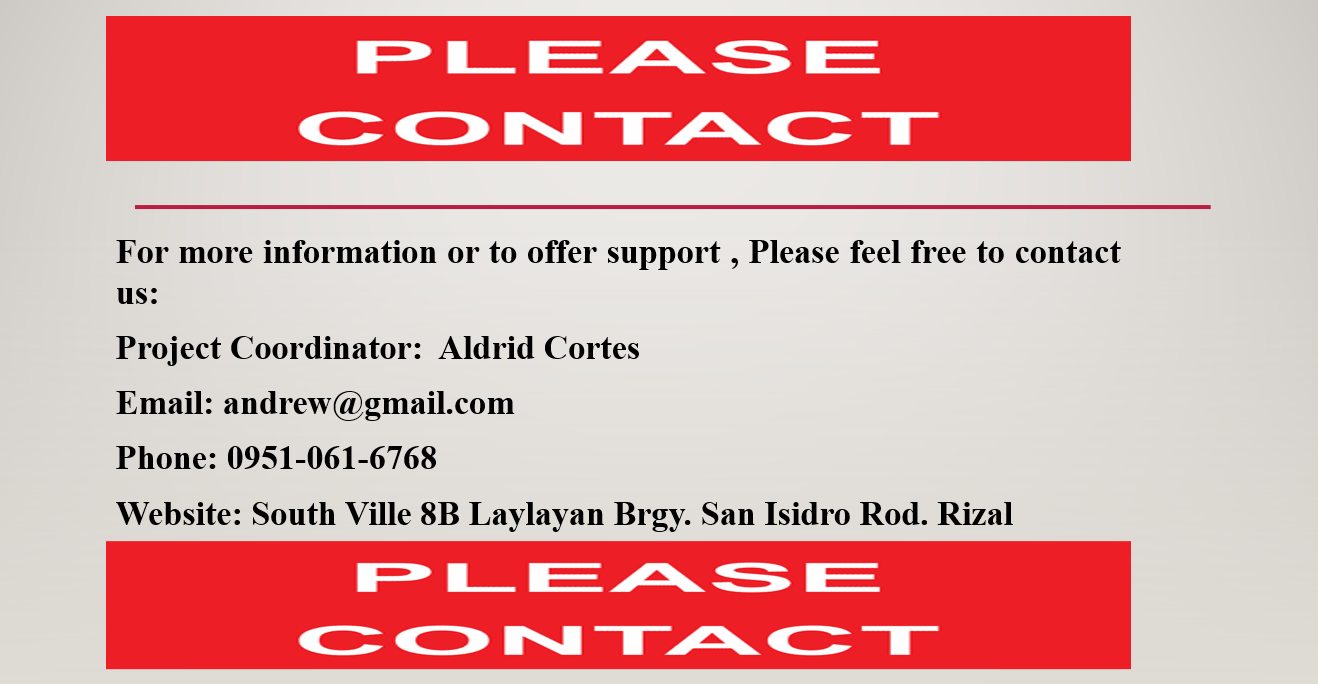 PLEASE
CONTACT
For more information or to offer support , Please feel free to contact
us:
Project Coordinator:  Aldrid Cortes
Email: andrew@gmail.com
Phone: 0951-061-6768
Website: South Ville 8B Laylayan Brgy. San Isidro Rod. Rizal
PLEASE
CONTACT